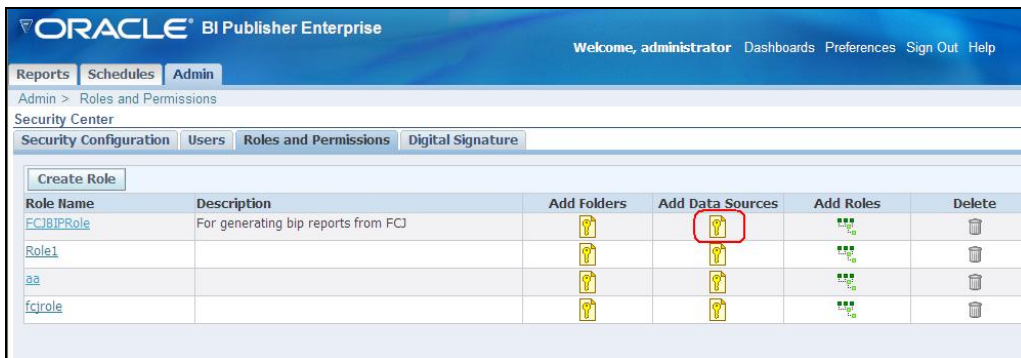 ORACLE BI Publisher Enterprise
Welcome, administrator Dashboards Preferences Sign Out Help
Reports Schedules Admin
Admin > Roles and Permissions
Security Center
Security Configuration Users Roles and Permissions Digital Signature
Create Role
Role Name Description Add Folders Add Data Sources Add Roles Delete
FCJBIPRole For generating bip reports from FCJ
Role1
aa
fcjrole